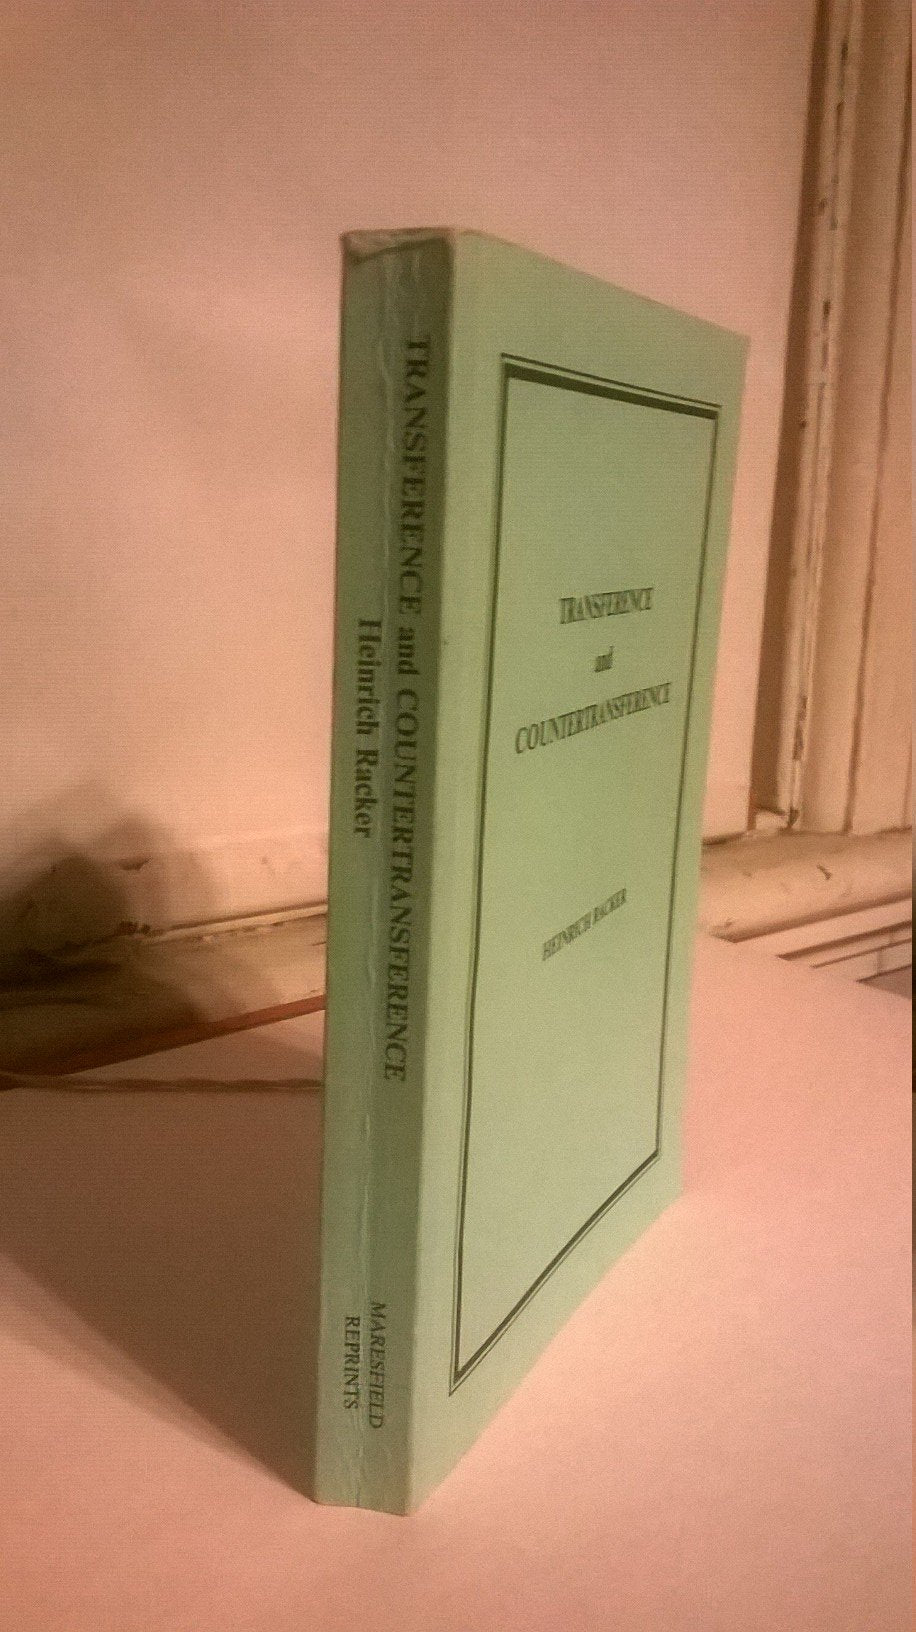 TRANSFERENCE and COUNTERTRANSFERENCE
Heinrich Racker
MARESFIELD
REPRINTS
TRANSFERENCE
and
COUNTERTRANSFERENCE
HEINRICH RACKER